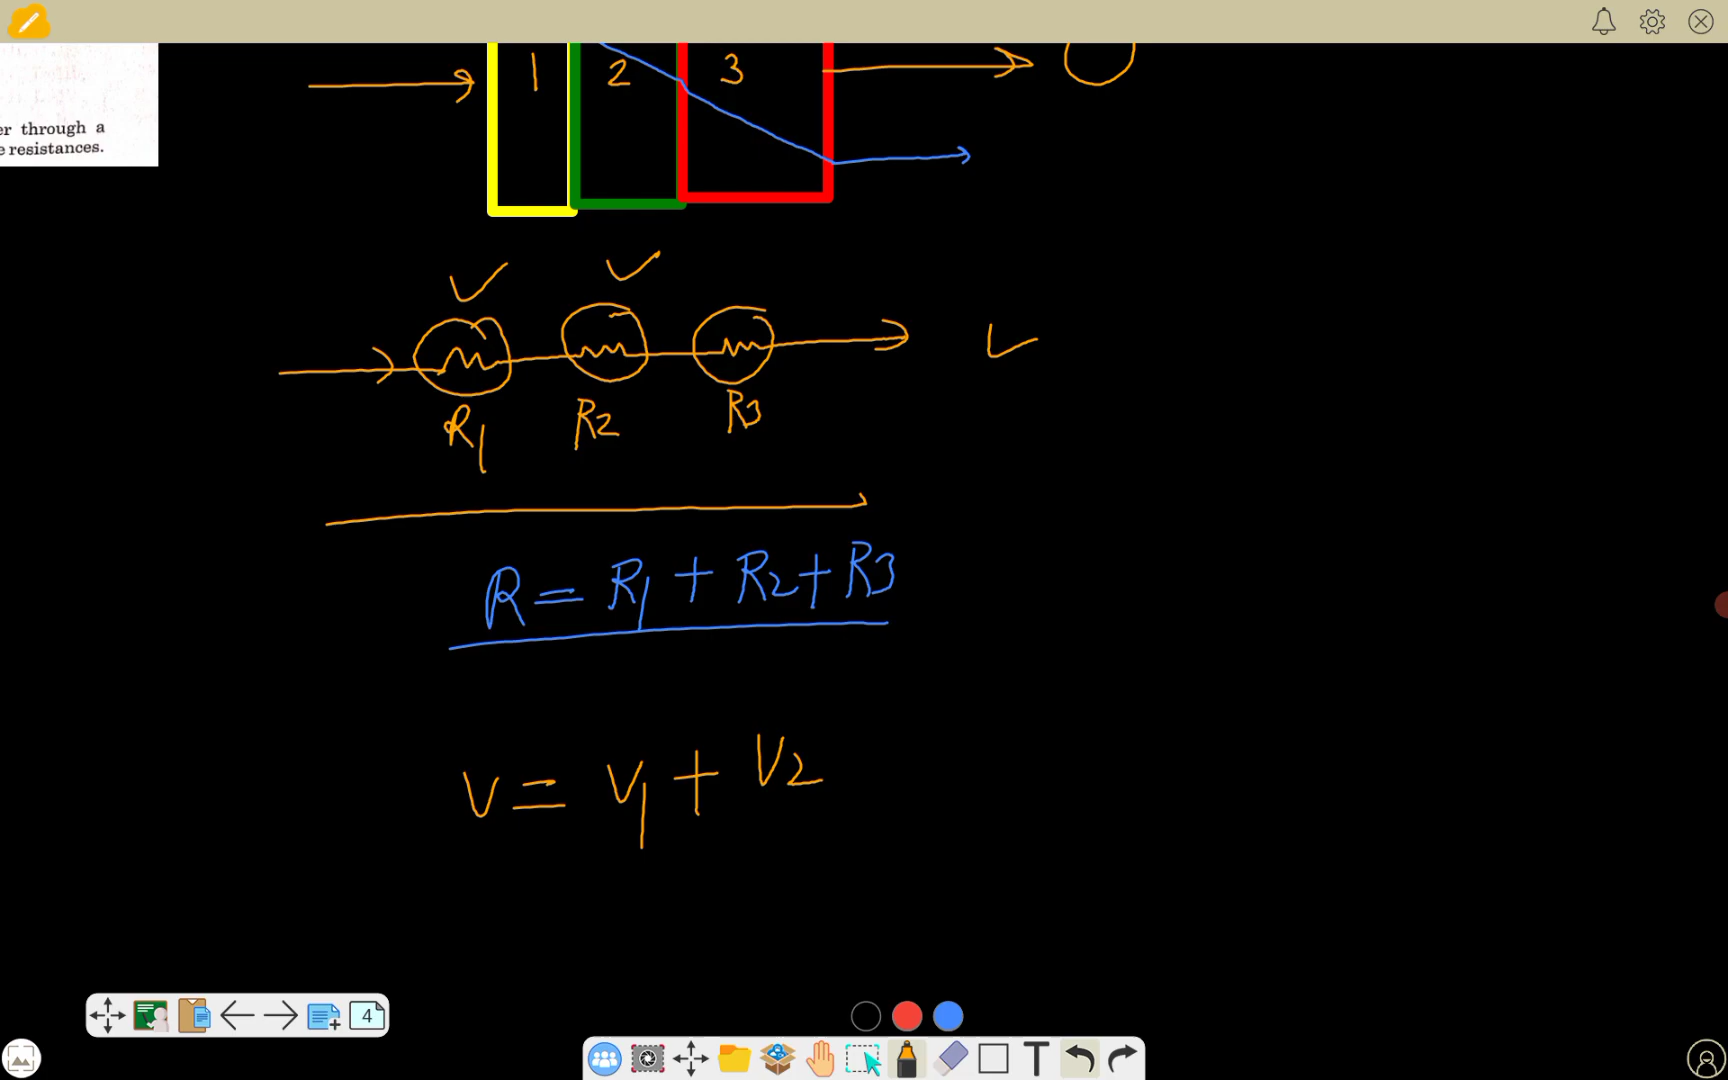 1 2 3
er through a
e resistances.
R1 R2 R3
R = R1 + R2 + R3
V = V1 + V2
4
T